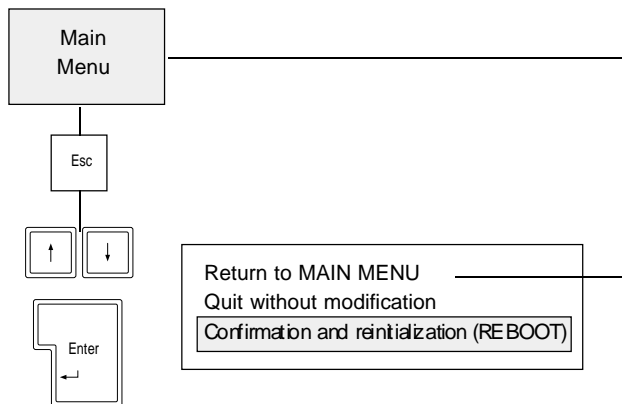 Main
Menu
Esc
Return to MAIN MENU
Quit without modification
Confirmation and reinitialization (REBOOT)
Enter